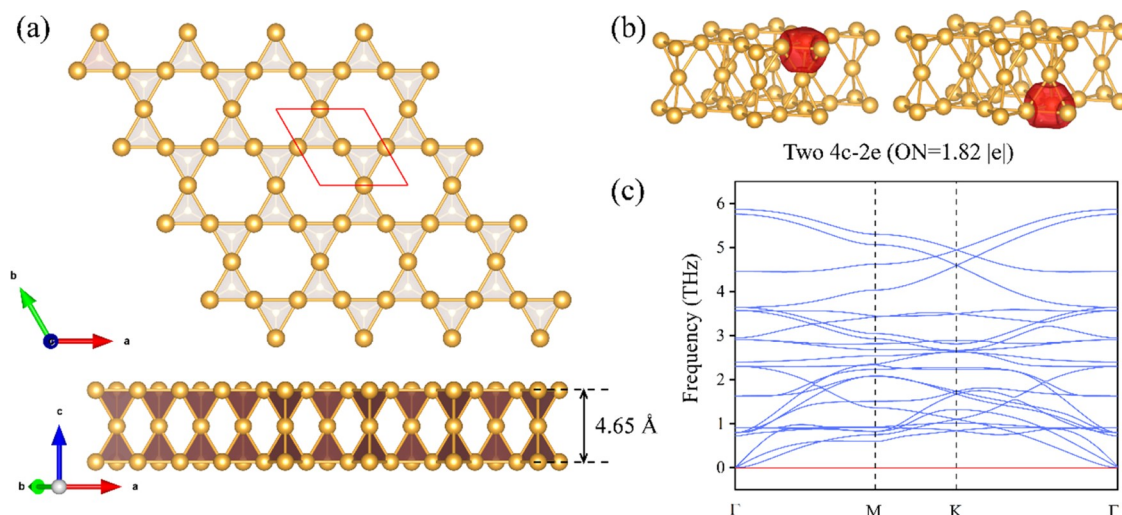 (a)
b
a
c
b
a
4.65 Å
(b)
Two 4c-2e (ON=1.82 |e|)
(c)
Frequency (THz)
6
5
4
3
2
1
0
Γ M K Γ